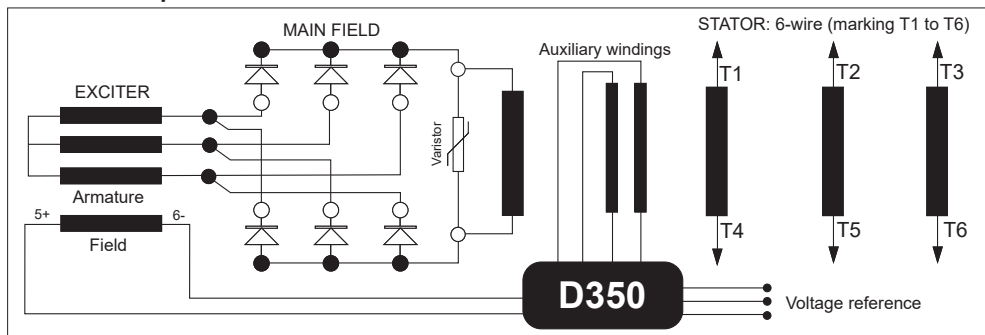 MAIN FIELD
STATOR: 6-wire (marking T1 to T6)
Auxiliary windings
T1
T2
T3
EXCITER
Varistor
Armature
5+
6-
Field
T4
T5
T6
D350
Voltage reference